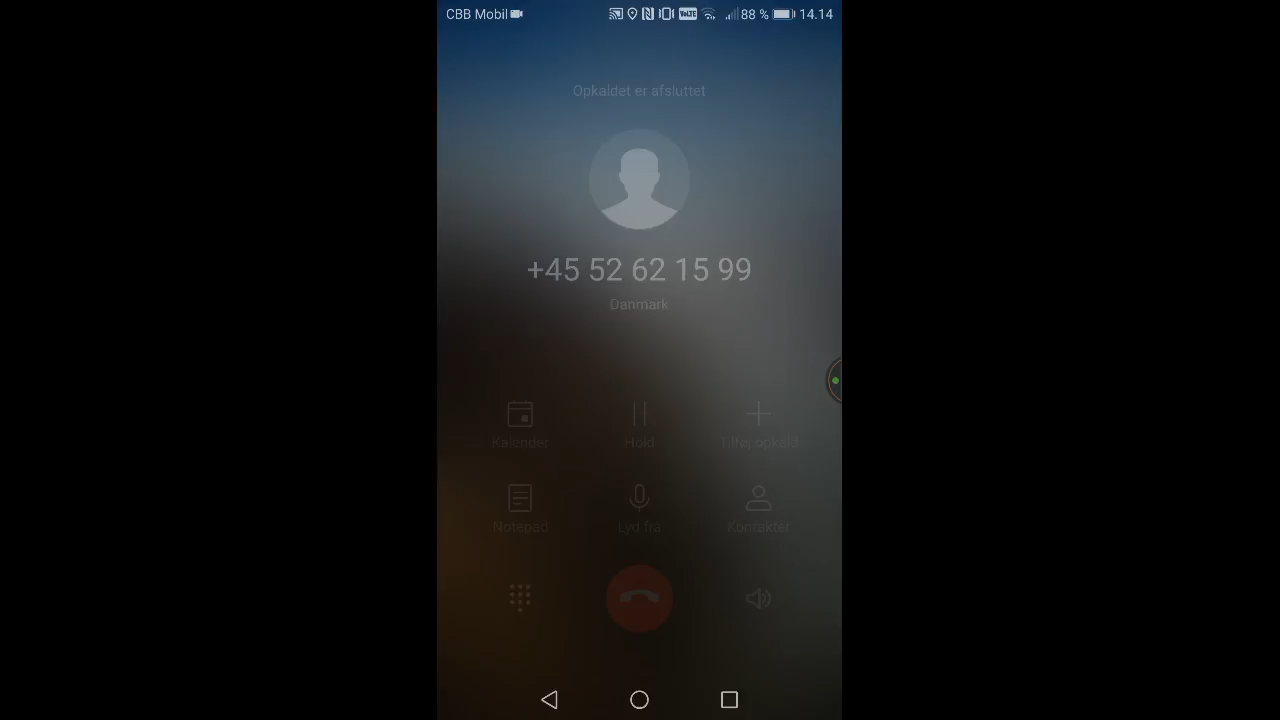 CBB Mobil VoLTE 88 % 14.14
Opkaldet er afsluttet
+45 52 62 15 99
Danmark
Kalender Hold Tilføj opkald
Notepad Lyd fra Kontakter